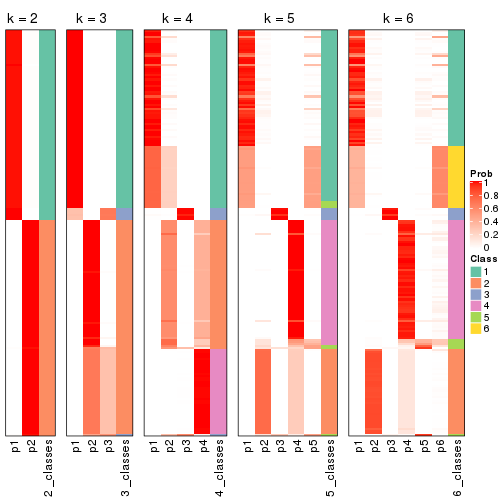 k = 2
k = 3
k = 4
k = 5
k = 6
Prob
1
0.8
0.6
0.4
0.2
0
Class
1
2
3
4
5
6
p1
p2
2_classes
p1
p2
p3
3_classes
p1
p2
p3
p4
4_classes
p1
p2
p3
p4
p5
5_classes
p1
p2
p3
p4
p5
p6
6_classes